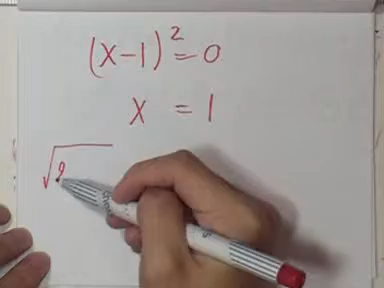 (x-1)²=0
x = 1
√